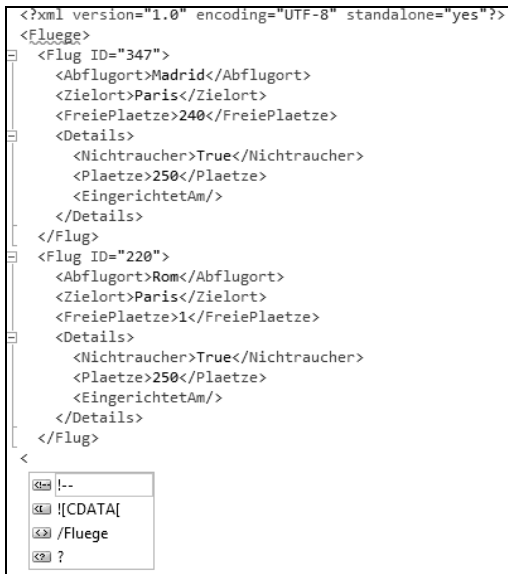 <?xml version="1.0" encoding="UTF-8" standalone="yes"?>
<Fluege>
<Flug ID="347">
<Abflugort>Madrid</Abflugort>
<Zielort>Paris</Zielort>
<FreiePlaetze>240</FreiePlaetze>
<Details>
<Nichtraucher>True</Nichtraucher>
<Plaetze>250</Plaetze>
<EingerichtetAm/>
</Details>
</Flug>
<Flug ID="220">
<Abflugort>Rom</Abflugort>
<Zielort>Paris</Zielort>
<FreiePlaetze>1</FreiePlaetze>
<Details>
<Nichtraucher>True</Nichtraucher>
<Plaetze>250</Plaetze>
<EingerichtetAm/>
</Details>
</Flug>
<
!--
![CDATA[
/Fluege
?